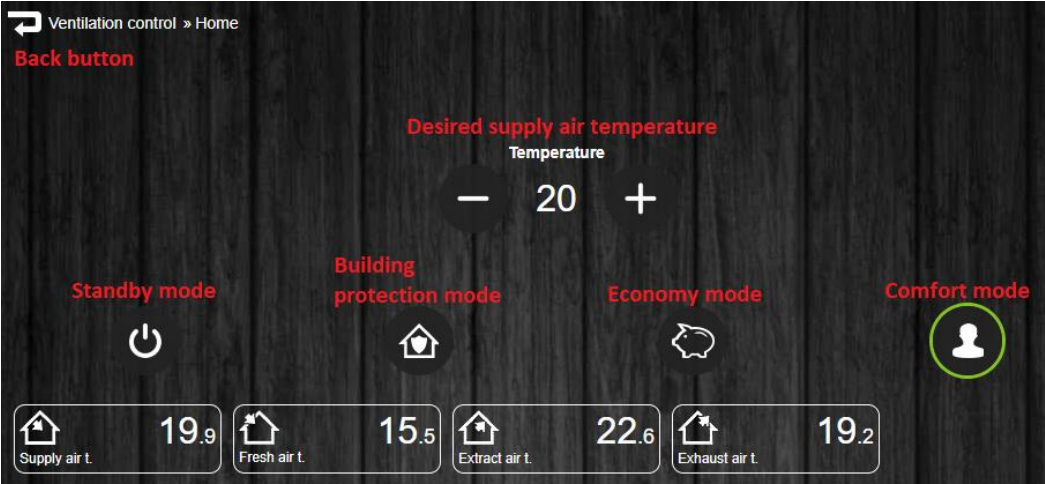 Ventilation control » Home
Back button
Desired supply air temperature
Temperature
20
Building
protection mode
Standby mode
Economy mode
Comfort mode
19.9
Supply air t.
15.5
Fresh air t.
22.6
Extract air t.
19.2
Exhaust air t.